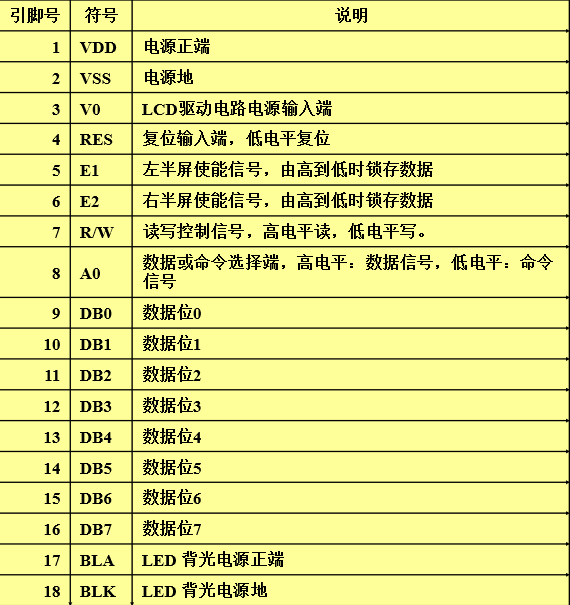 引脚号 符号 说明
1 VDD 电源正端
2 VSS 电源地
3 V0 LCD驱动电路电源输入端
4 RES 复位输入端，低电平复位
5 E1 左半屏使能信号，由高到低时锁存数据
6 E2 右半屏使能信号，由高到低时锁存数据
7 R/W 读写控制信号，高电平读，低电平写。
8 A0 数据或命令选择端，高电平：数据信号，低电平：命令
信号
9 DB0 数据位0
10 DB1 数据位1
11 DB2 数据位2
12 DB3 数据位3
13 DB4 数据位4
14 DB5 数据位5
15 DB6 数据位6
16 DB7 数据位7
17 BLA LED 背光电源正端
18 BLK LED 背光电源地